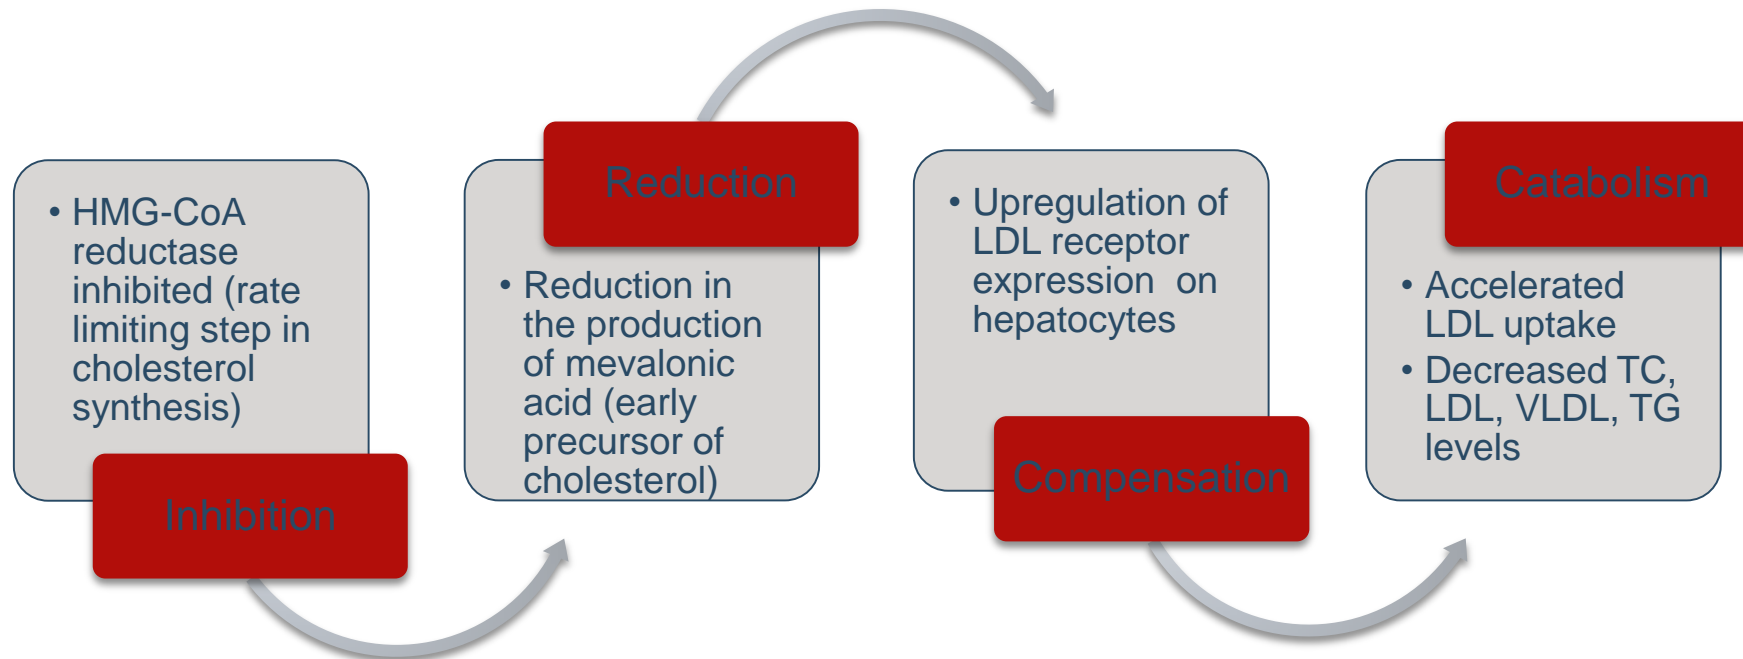 • HMG-CoA
reductase
inhibited (rate
limiting step in
cholesterol
synthesis)
Inhibition
Reduction
• Reduction in
the production
of mevalonic
acid (early
precursor of
cholesterol)
• Upregulation of
LDL receptor
expression on
hepatocytes
Compensation
Catabolism
• Accelerated
LDL uptake
• Decreased TC,
LDL, VLDL, TG
levels